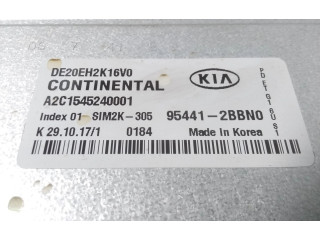 DE20EH2K16V0
CONTINENTAL
KIA
A2C1545240001
Index 01 SIM2K-305
95441-2BBN0
K 29.10.17/1 0184
Made in Korea